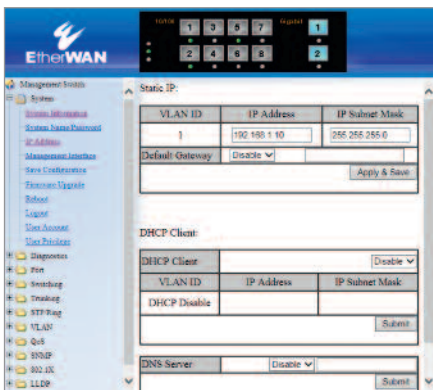 10/100
Gigabit
1 3 5 7 1
2 4 6 8 2
EtherWAN
Management Switch
System
System Information
System Name/Password
IP Address
Management Interface
Save Configuration
Firmware Upgrade
Reboot
Logout
User Account
User Privilege
Diagnostics
Port
Switching
Trunking
STP/Ring
VLAN
QoS
SNMP
802.1X
LLDP
Static IP:
VLAN ID IP Address IP Subnet Mask
1 192.168.1.10 255.255.255.0
Default Gateway Disable
Apply & Save
DHCP Client:
DHCP Client Disable
VLAN ID IP Address IP Subnet Mask
DHCP Disable
Submit
DNS Server Disable
Submit